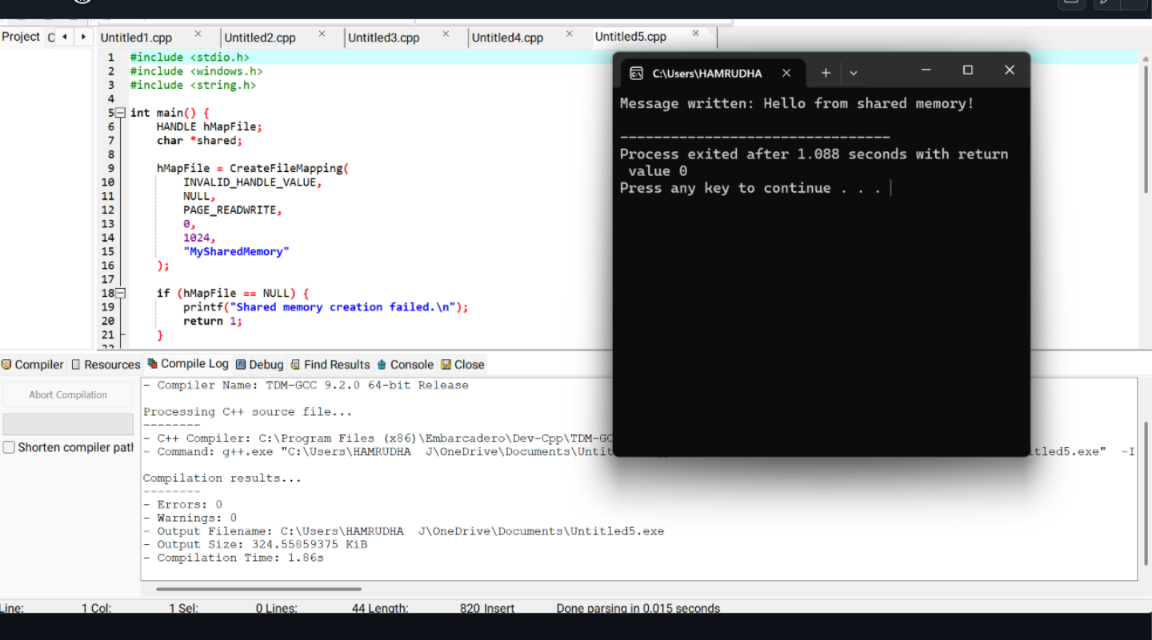 Project C
Untitled1.cpp × Untitled2.cpp × Untitled3.cpp × Untitled4.cpp × Untitled5.cpp ×
1 #include <stdio.h>
2 #include <windows.h>
3 #include <string.h>
4
5 int main() {
6 HANDLE hMapFile;
7 char *shared;
8
9 hMapFile = CreateFileMapping(
10 INVALID_HANDLE_VALUE,
11 NULL,
12 PAGE_READWRITE,
13 0,
14 1024,
15 "MySharedMemory"
16 );
17
18 if (hMapFile == NULL) {
19 printf("Shared memory creation failed.\n");
20 return 1;
21 }
C:\Users\HAMRUDHA
Message written: Hello from shared memory!
--------------------------------
Process exited after 1.088 seconds with return
value 0
Press any key to continue . . .
Compiler Resources Compile Log Debug Find Results Console Close
Abort Compilation
Shorten compiler patl
- Compiler Name: TDM-GCC 9.2.0 64-bit Release
Processing C++ source file...
--------
- C++ Compiler: C:\Program Files (x86)\Embarcadero\Dev-Cpp\TDM-GC
- Command: g++.exe "C:\Users\HAMRUDHA J\OneDrive\Documents\Untit tled5.exe" -I
Compilation results...
--------
- Errors: 0
- Warnings: 0
- Output Filename: C:\Users\HAMRUDHA J\OneDrive\Documents\Untitled5.exe
- Output Size: 324.55859375 KiB
- Compilation Time: 1.86s
Line: 1 Col: 1 Sel: 0 Lines: 44 Length: 820 Insert Done parsing in 0.015 seconds